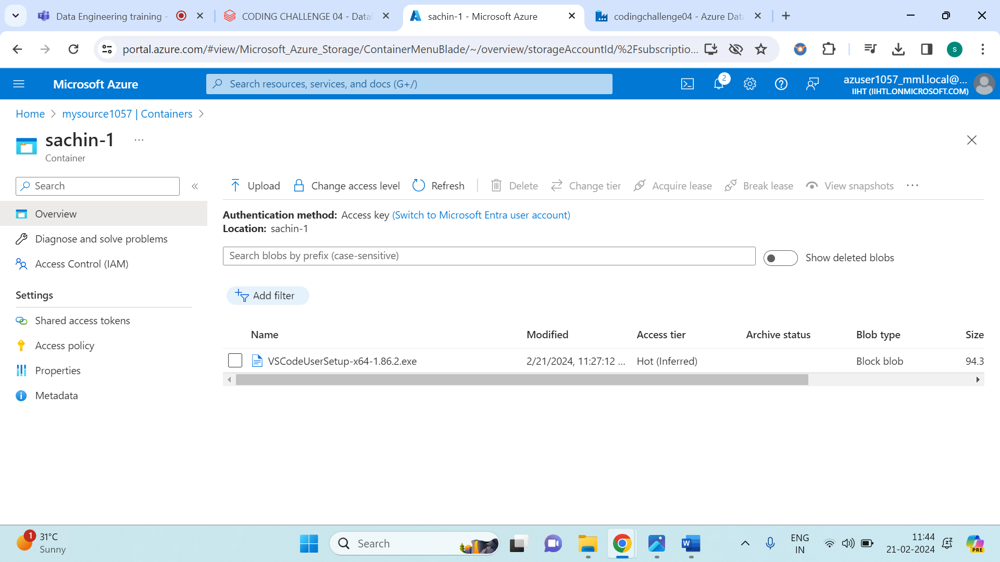 Data Engineering training -
CODING CHALLENGE 04 - Datal
sachin-1 - Microsoft Azure
codingchallenge04 - Azure Data
portal.azure.com/#view/Microsoft_Azure_Storage/ContainerMenuBlade/~/overview/storageAccountId/%2Fsubscriptio...
S
Microsoft Azure
Search resources, services, and docs (G+/)
2
azuser1057_mml.local@...
IIHT (IIHTL.ONMICROSOFT.COM)
Home > mysource1057 | Containers >
sachin-1 ...
Container
Search
Overview
Diagnose and solve problems
Access Control (IAM)
Settings
Shared access tokens
Access policy
Properties
Metadata
Upload Change access level Refresh Delete Change tier Acquire lease Break lease View snapshots ...
Authentication method: Access key (Switch to Microsoft Entra user account)
Location: sachin-1
Search blobs by prefix (case-sensitive)
Show deleted blobs
Add filter
Name Modified Access tier Archive status Blob type Size
VSCodeUserSetup-x64-1.86.2.exe 2/21/2024, 11:27:12 ... Hot (Inferred) Block blob 94.3
1
31°C
Sunny
Search
W
ENG
IN
11:44
21-02-2024
PRE